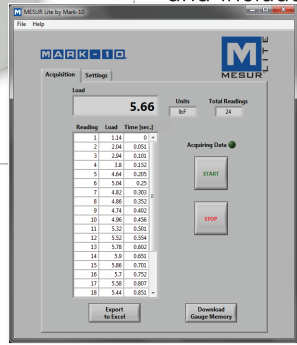 MESUR Lite by Mark-10
File Help
MARK-10
M
MESUR
LITE
Acquisition Settings
Load
5.66
Units
lbF
Total Readings
24
Reading Load Time [sec.]
1 1.14 0
2 2.04 0.051
3 2.94 0.101
4 3.8 0.152
5 4.64 0.205
6 5.04 0.25
7 4.82 0.303
8 4.86 0.352
9 4.74 0.402
10 4.96 0.456
11 5.32 0.501
12 5.52 0.554
13 5.78 0.602
14 5.9 0.651
15 5.86 0.701
16 5.7 0.752
17 5.58 0.807
18 5.44 0.851
Acquiring Data
START
STOP
Export
to Excel
Download
Gauge Memory